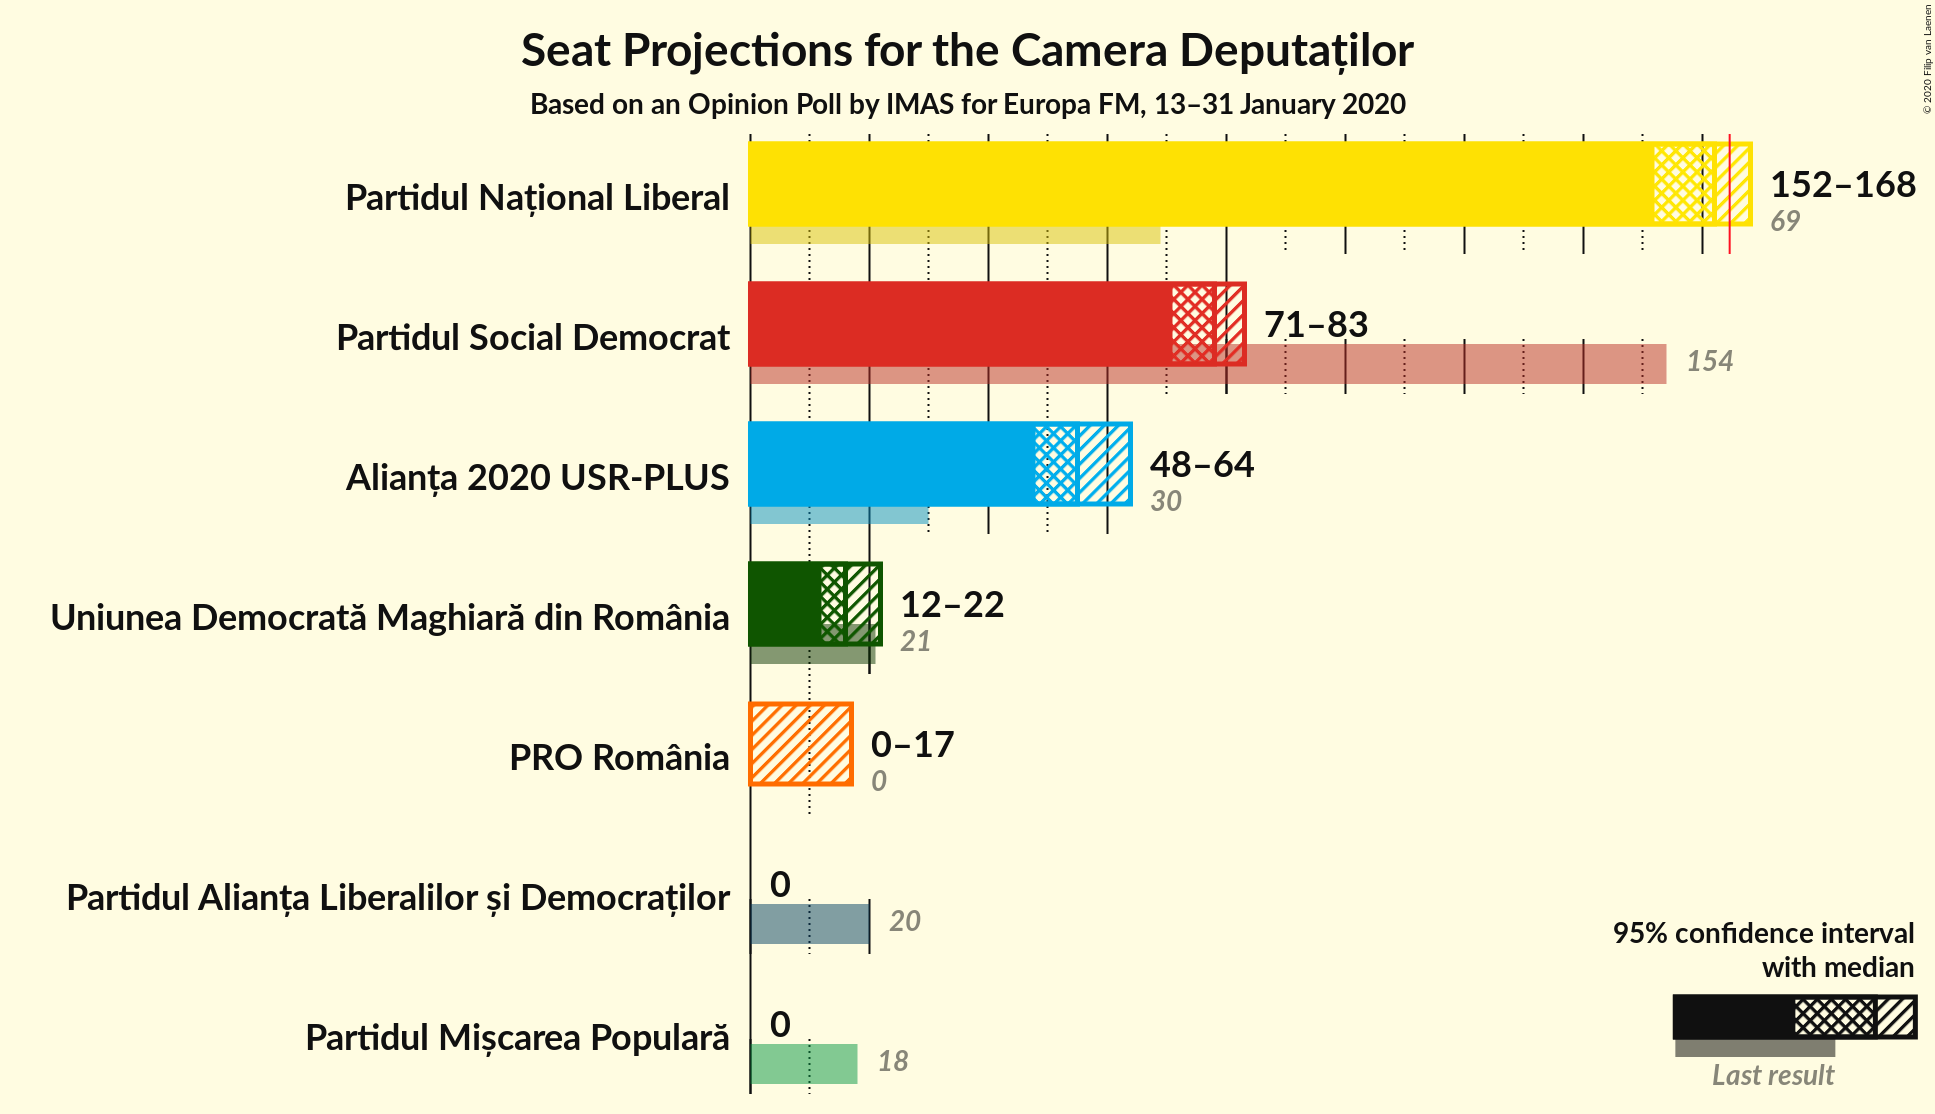 Seat Projections for the Camera Deputaților
Based on an Opinion Poll by IMAS for Europa FM, 13–31 January 2020
© 2020 Filip van Laenen
Partidul Național Liberal
152–168
69
Partidul Social Democrat
71–83
154
Alianța 2020 USR-PLUS
48–64
30
Uniunea Democrată Maghiară din România
12–22
21
PRO România
0–17
0
Partidul Alianța Liberalilor și Democraților
0
20
Partidul Mișcarea Populară
0
18
95% confidence interval
with median
Last result